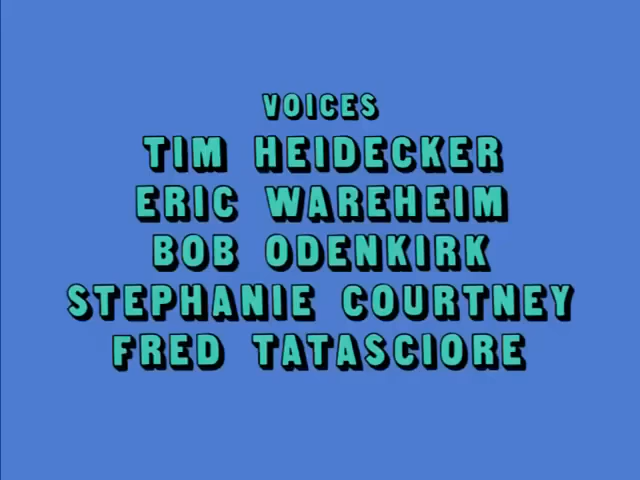 VOICES
TIM HEIDECKER
ERIC WAREHEIM
BOB ODENKIRK
STEPHANIE COURTNEY
FRED TATASCIORE